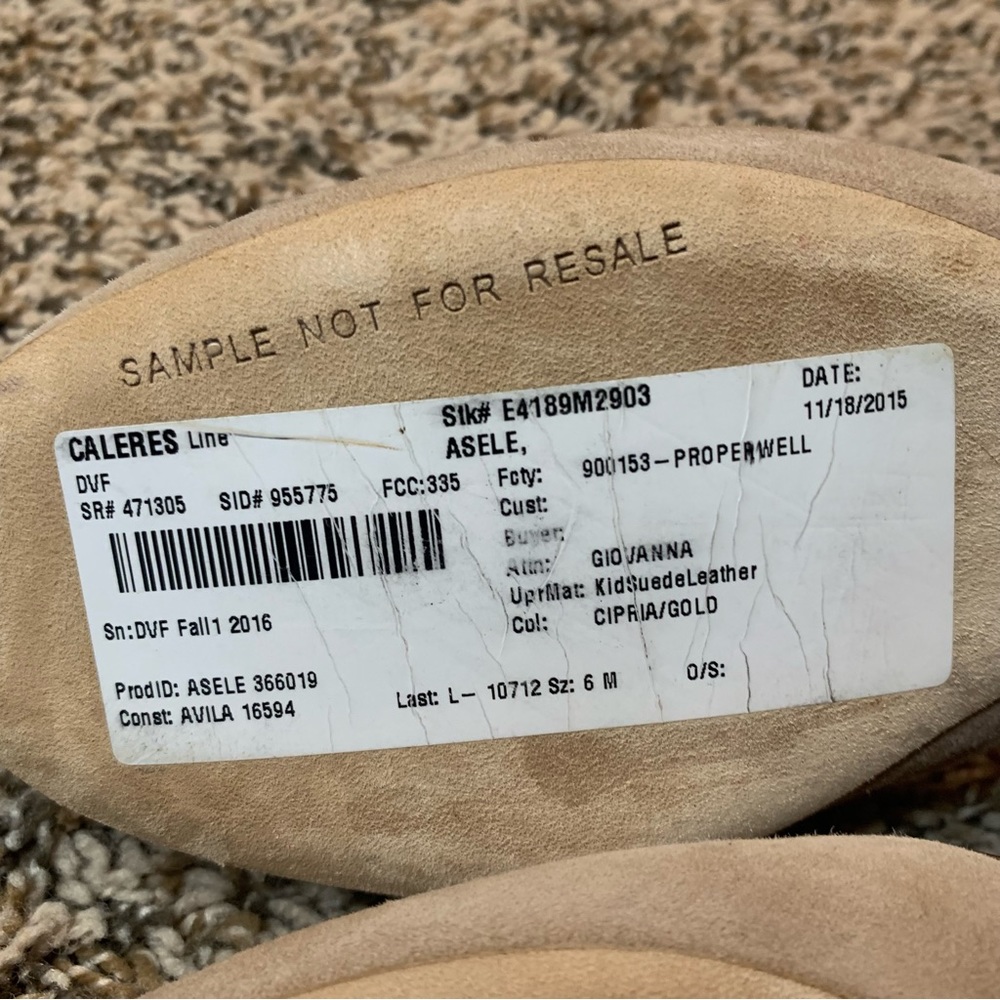 SAMPLE NOT FOR RESALE
CALERES Line
Stk# E4189M2903
DATE:
DVF
ASELE,
11/18/2015
SR# 471305 SID# 955775 FCC:335
Fcty: 900153-PROPERWELL
Cust:
Buyer:
Attn: GIOVANNA
UprMat: KidSuedeLeather
Col: CIPRIA/GOLD
Sn:DVF Fall1 2016
ProdID: ASELE 366019
Const: AVILA 16594
Last: L- 10712 Sz: 6 M
O/S: